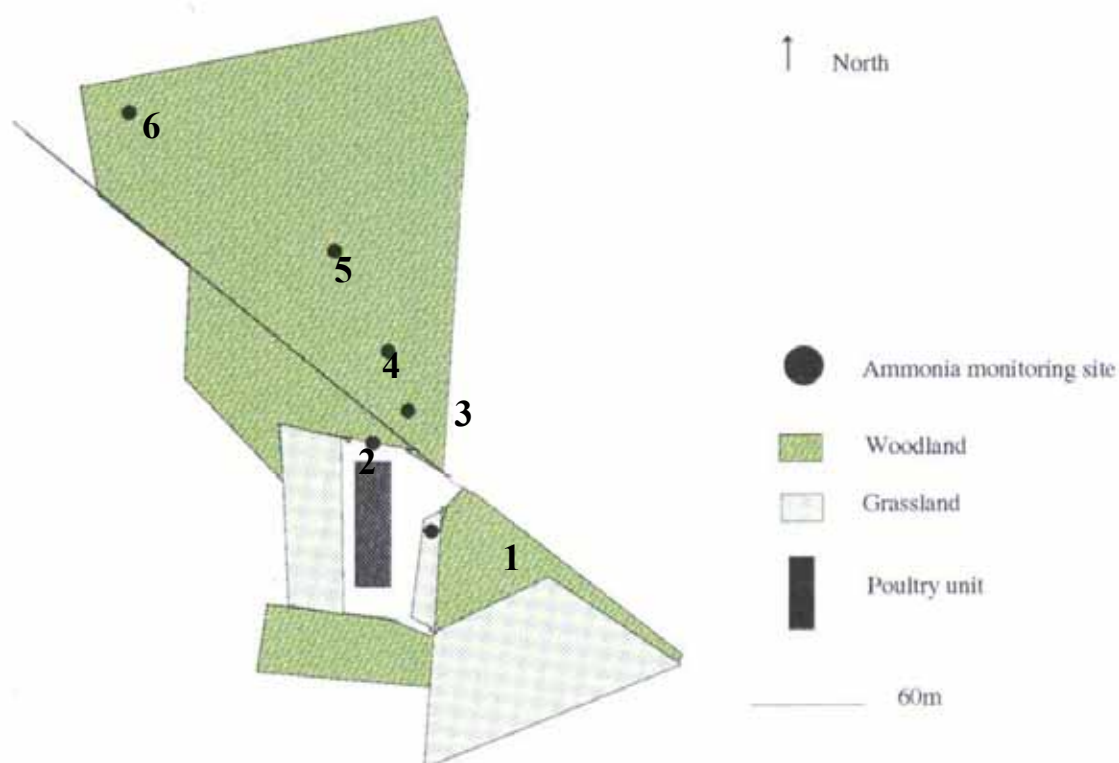 North
6
5
4
3
2
1
Ammonia monitoring site
Woodland
Grassland
Poultry unit
60m